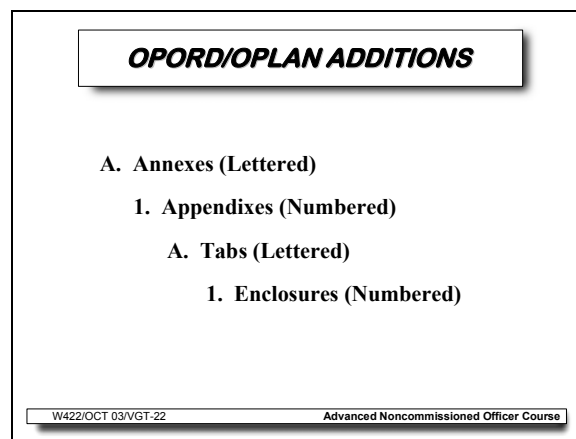 OPORD/OPLAN ADDITIONS
A. Annexes (Lettered)
1. Appendixes (Numbered)
A. Tabs (Lettered)
1. Enclosures (Numbered)
W422/OCT 03/VGT-22 Advanced Noncommissioned Officer Course